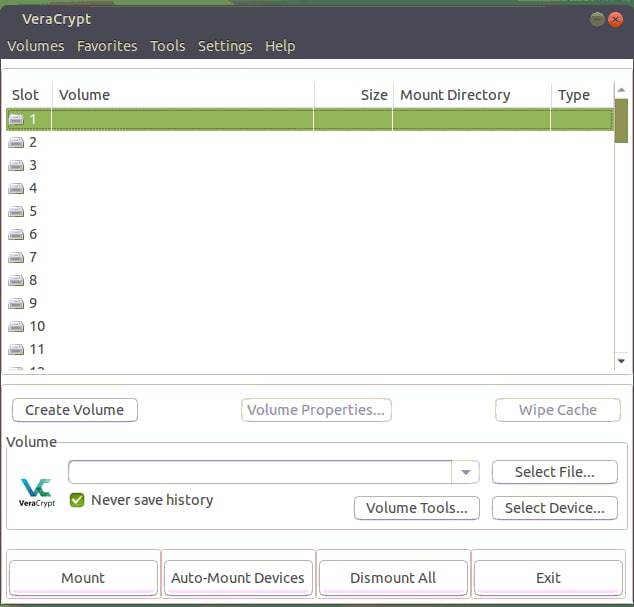 VeraCrypt
Volumes Favorites Tools Settings Help
Slot Volume Size Mount Directory Type
1
2
3
4
5
6
7
8
9
10
11
12
Create Volume Volume Properties... Wipe Cache
Volume
Select File...
VeraCrypt
Never save history
Volume Tools... Select Device...
Mount Auto-Mount Devices Dismount All Exit